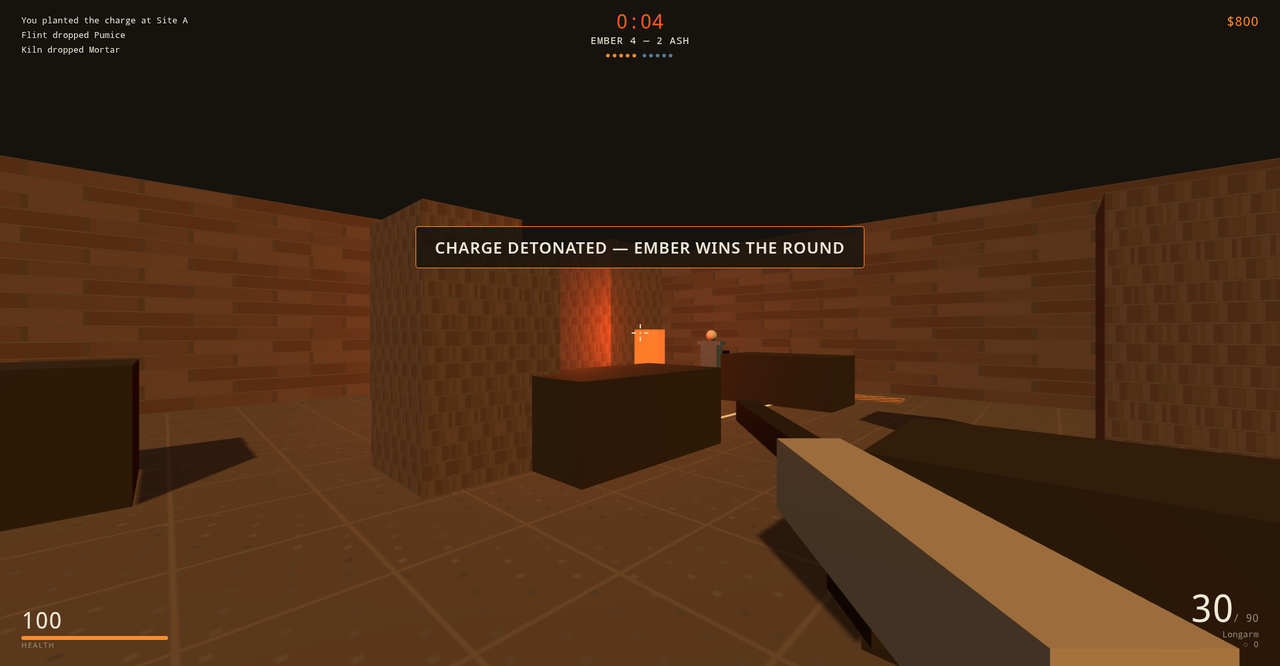 You planted the charge at Site A
Flint dropped Pumice
Kiln dropped Mortar
0:04
EMBER 4 — 2 ASH
$800
CHARGE DETONATED — EMBER WINS THE ROUND
100
HEALTH
30/ 90
Longarm
○ 0